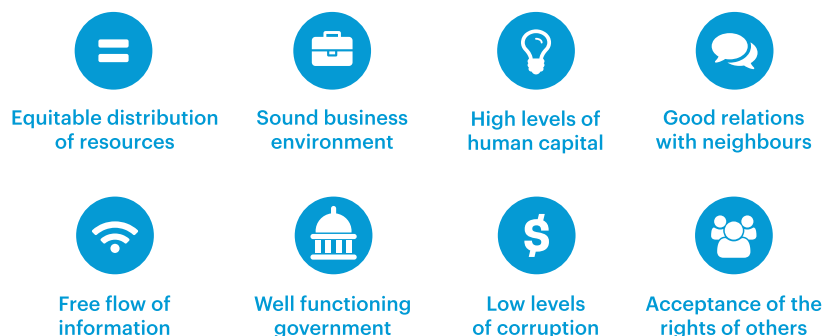 Equitable distribution
of resources
Sound business
environment
High levels of
human capital
Good relations
with neighbours
Free flow of
information
Well functioning
government
Low levels
of corruption
Acceptance of the
rights of others